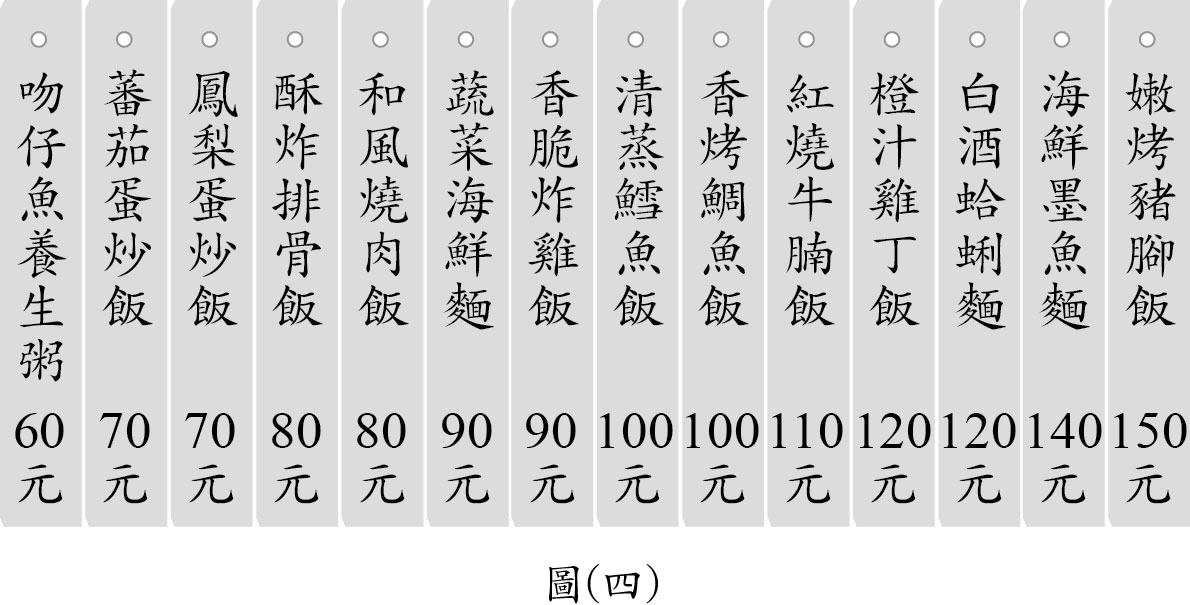 吻仔魚養生粥 60元
蕃茄蛋炒飯 70元
鳳梨蛋炒飯 70元
酥炸排骨飯 80元
和風燒肉飯 80元
蔬菜海鮮麵 90元
香脆炸雞飯 90元
清蒸鱈魚飯 100元
香烤鯛魚飯 100元
紅燒牛腩飯 110元
橙汁雞丁飯 120元
白酒蛤蜊麵 120元
海鮮墨魚麵 140元
嫩烤豬腳飯 150元
圖(四)